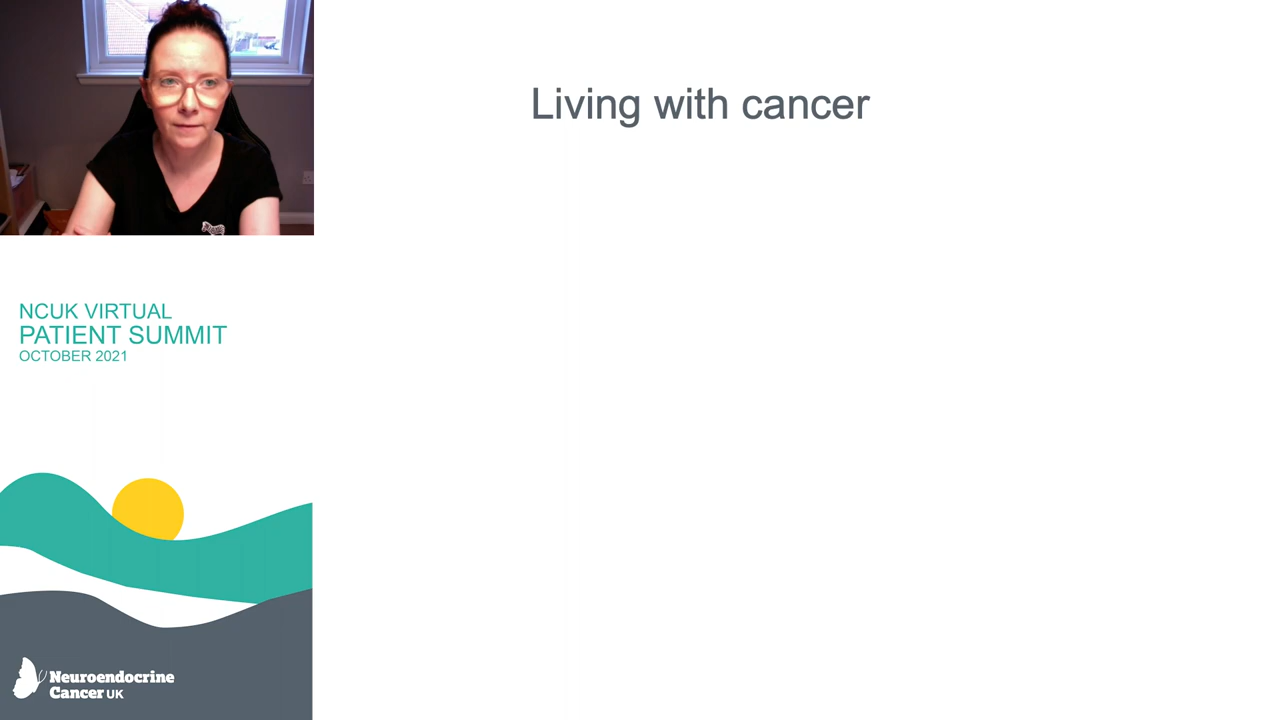 Living with cancer
NCUK VIRTUAL
PATIENT SUMMIT
OCTOBER 2021
Neuroendocrine
Cancer UK